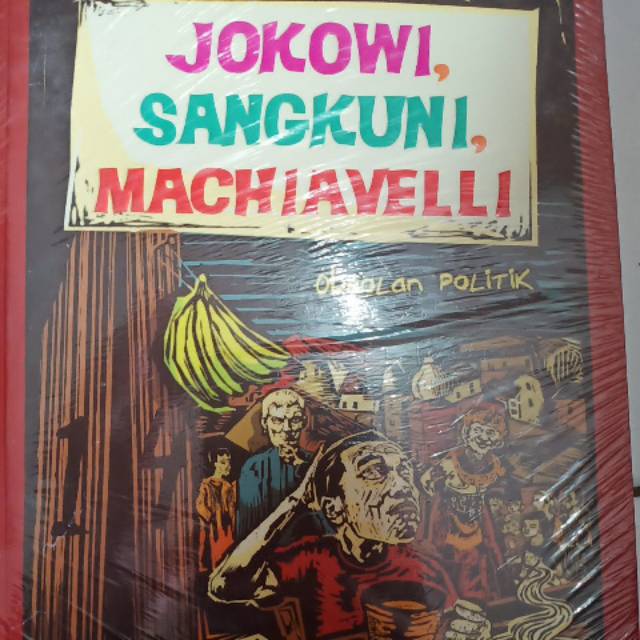 JOKOWI,
SANGKUNI,
MACHIAVELLI
Obrolan POLITIK